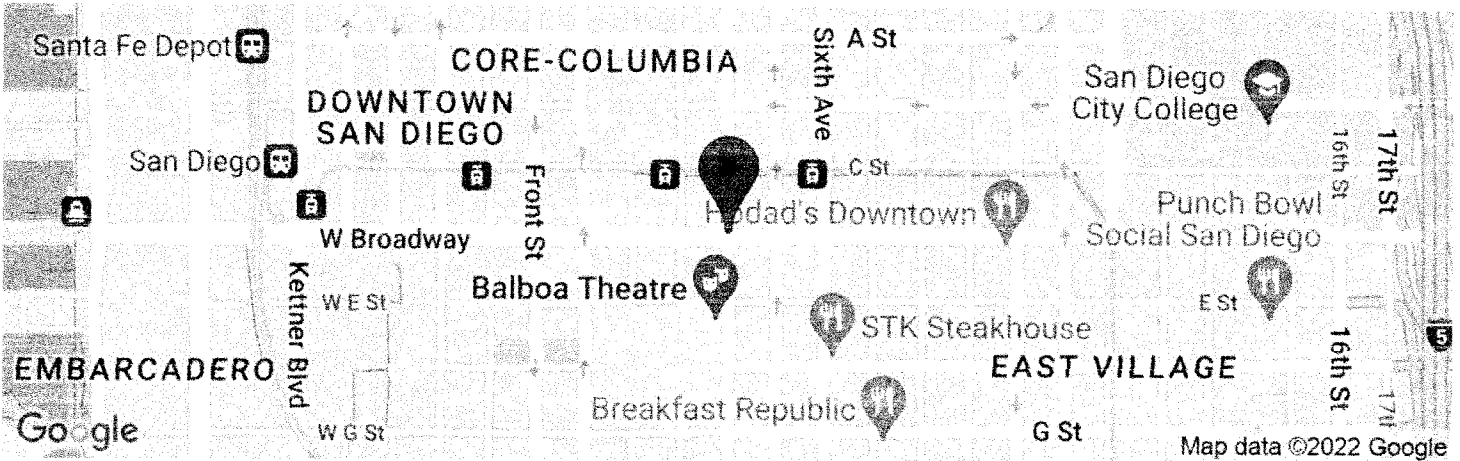 Santa Fe Depot
CORE-COLUMBIA
Sixth Ave
A St
San Diego
City College
DOWNTOWN
SAN DIEGO
San Diego
Front St
C St
16th St
17th St
Hodad's Downtown
Punch Bowl
Social San Diego
W Broadway
Kettner Blvd
Balboa Theatre
W E St
E St
STK Steakhouse
5
EMBARCADERO
EAST VILLAGE
16th St
17th
Breakfast Republic
Google
W G St
G St
Map data ©2022 Google